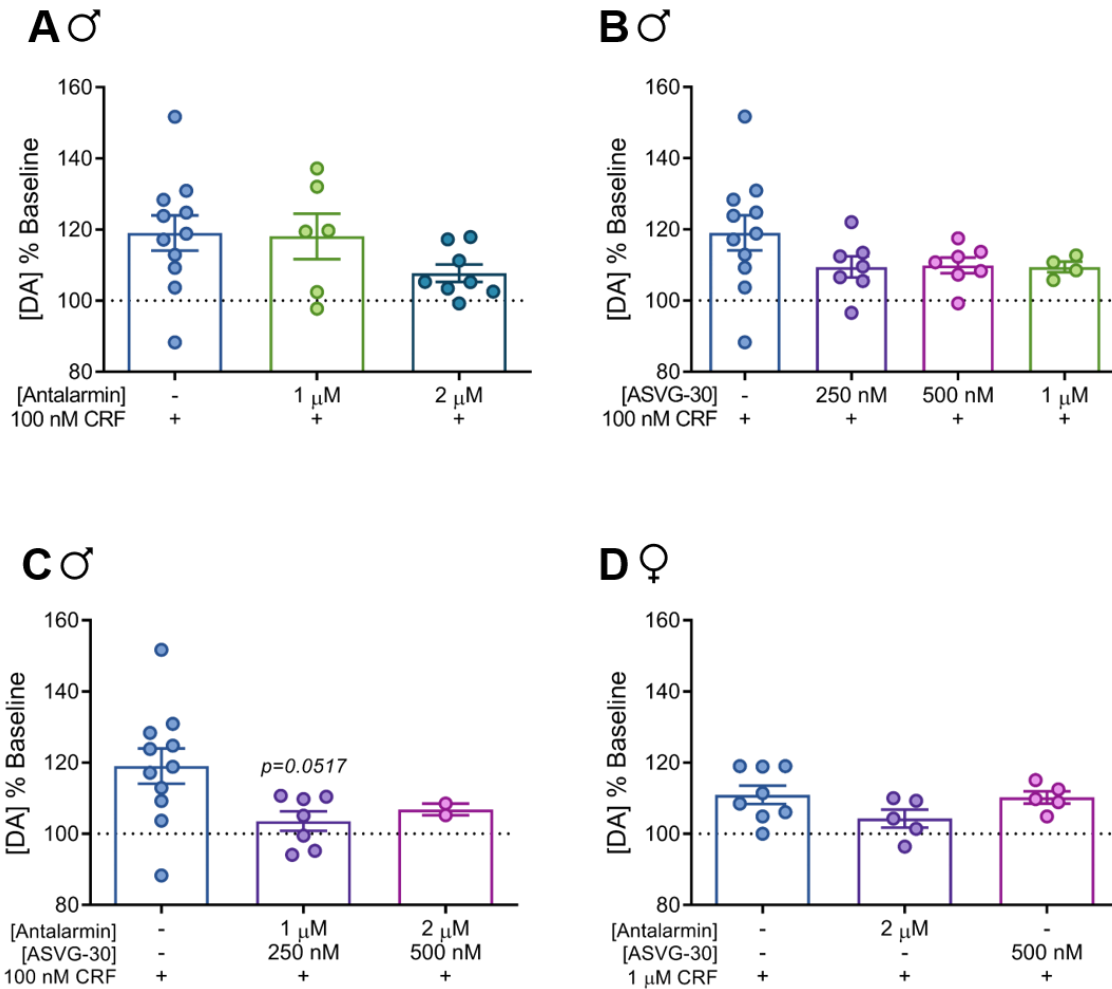 A ♂
[DA] % Baseline
160
140
120
100
80
[Antalarmin] - 1 μM 2 μM
100 nM CRF + + +
B ♂
[DA] % Baseline
160
140
120
100
80
[ASVG-30] - 250 nM 500 nM 1 μM
100 nM CRF + + + +
C ♂
[DA] % Baseline
160
140
120
100
80
p=0.0517
[Antalarmin] - 1 μM 2 μM
[ASVG-30] - 250 nM 500 nM
100 nM CRF + + +
D ♀
[DA] % Baseline
160
140
120
100
80
[Antalarmin] - 2 μM -
[ASVG-30] - - 500 nM
1 μM CRF + + +